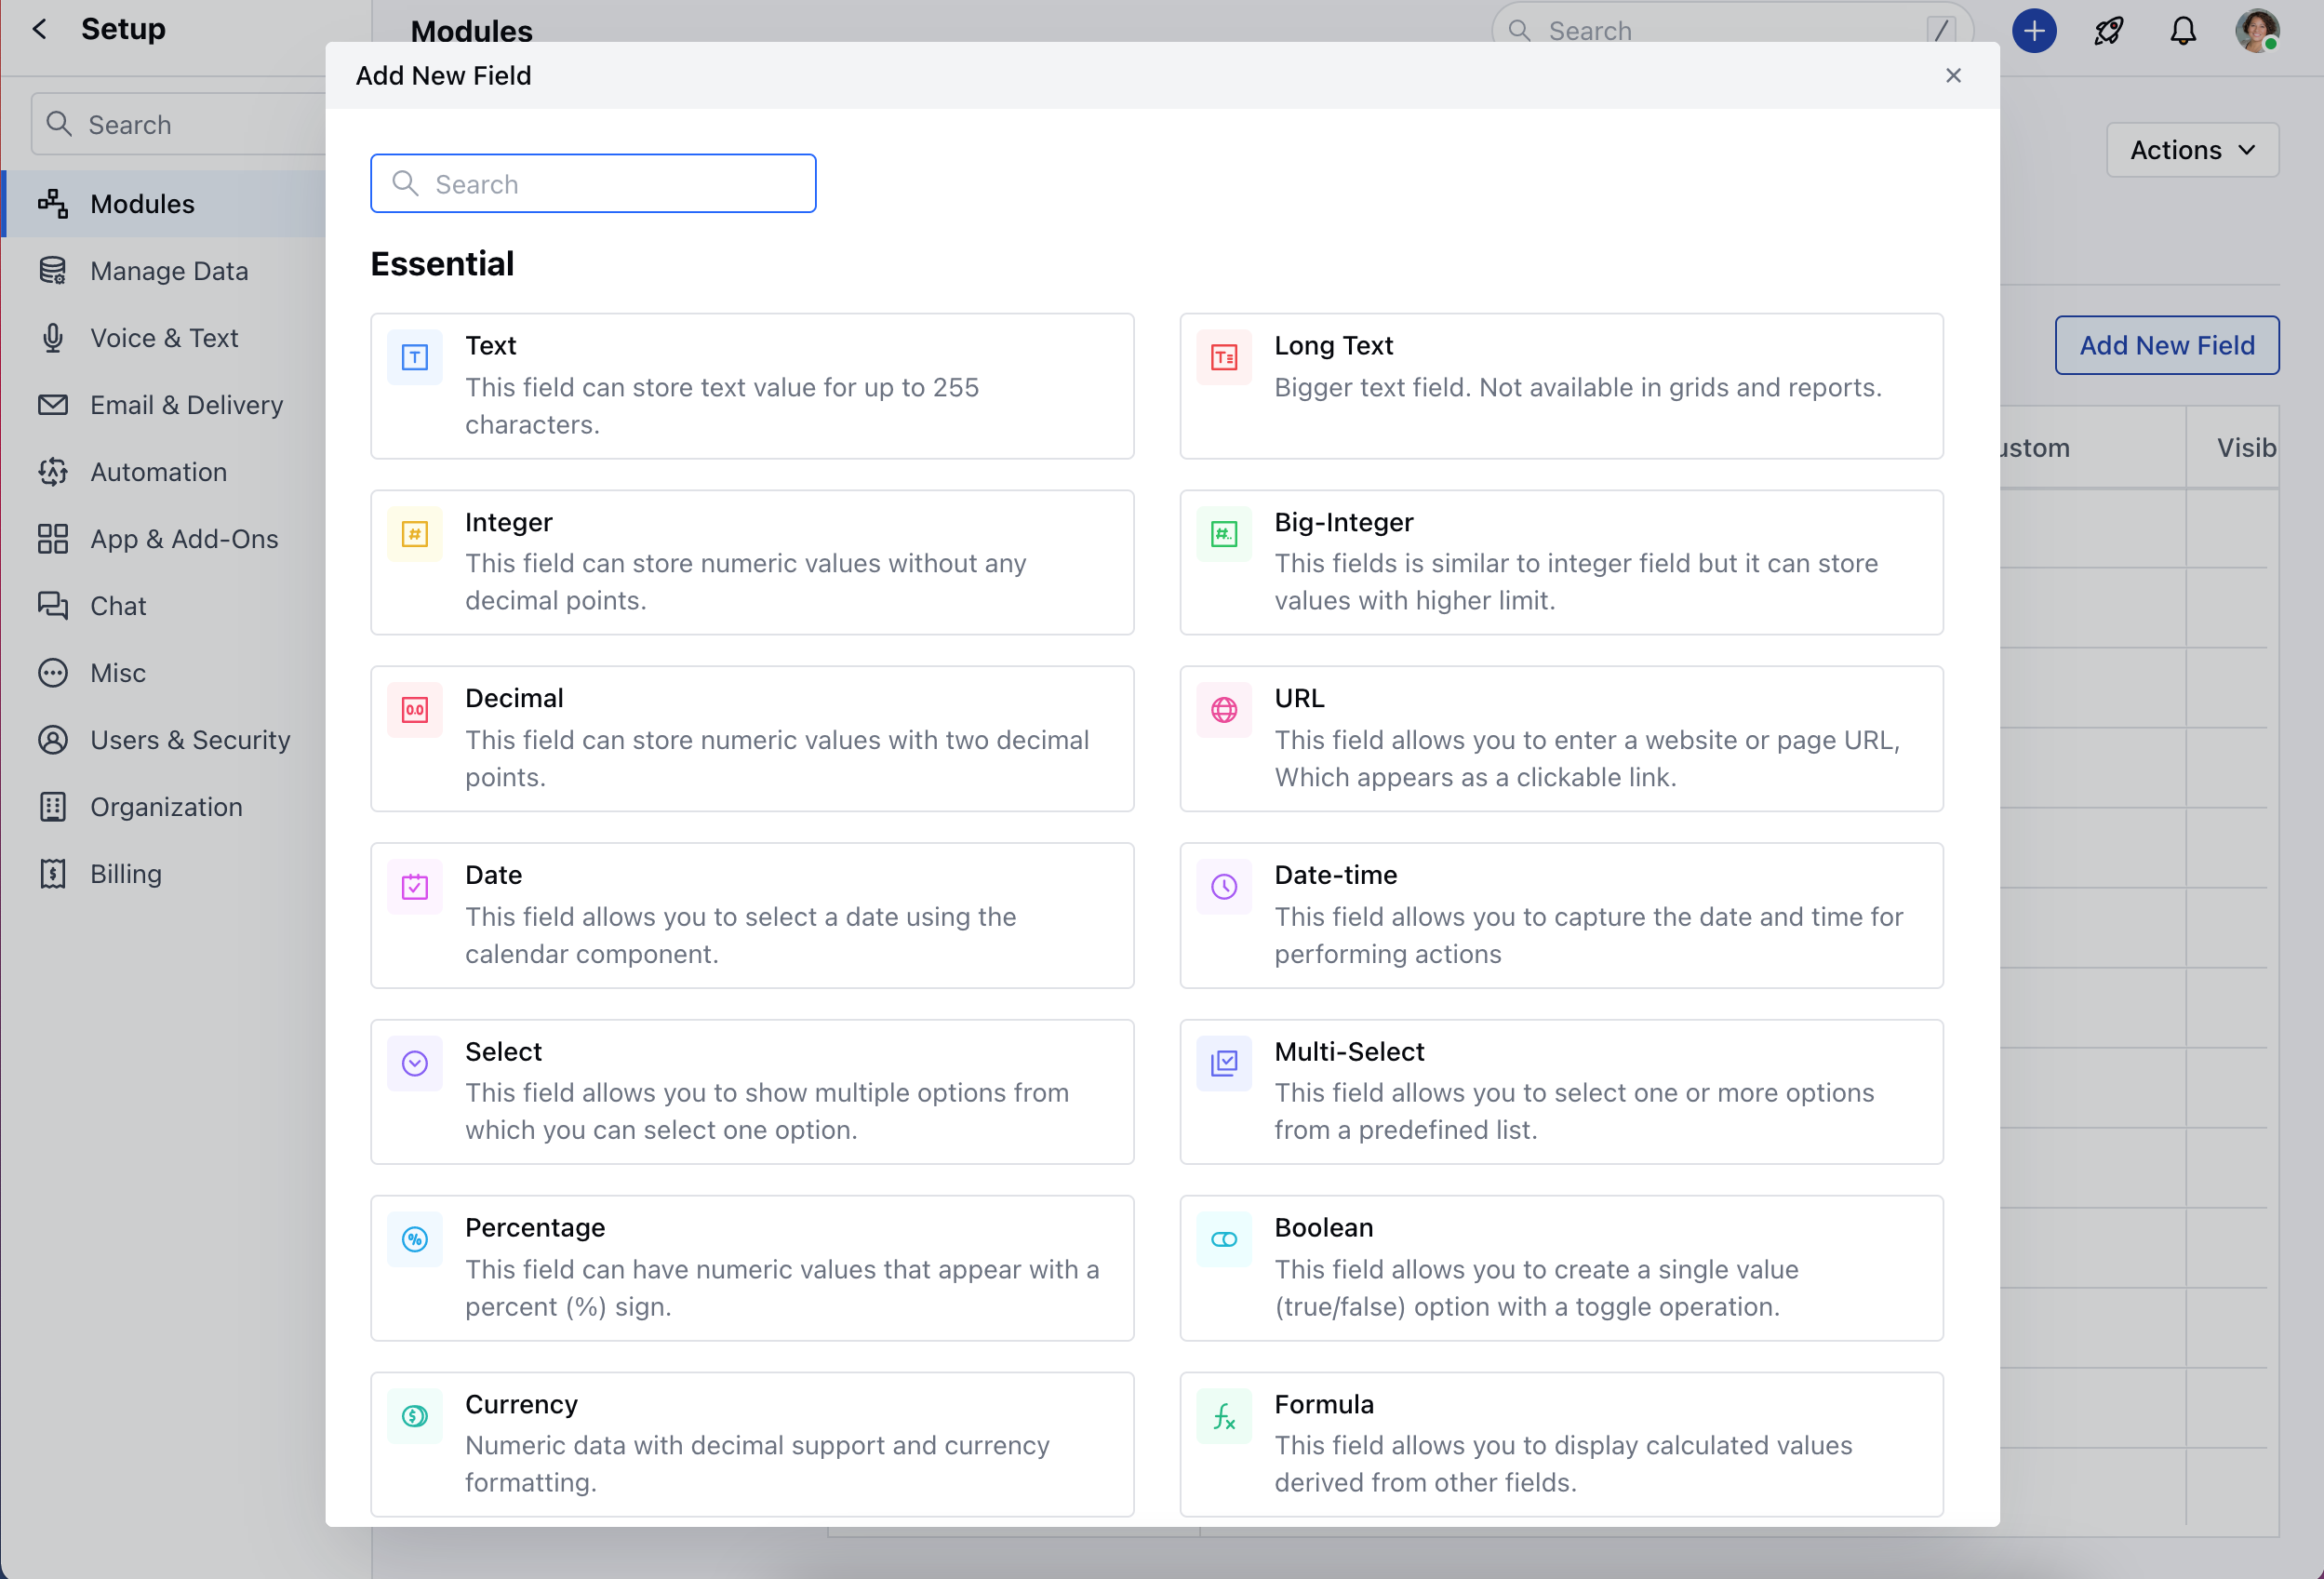 Setup
Modules
Search
/
Add New Field
Search
Search
Actions
Modules
Manage Data
Voice & Text
Email & Delivery
Automation
App & Add-Ons
Chat
Misc
Users & Security
Organization
Billing
Essential
Text
This field can store text value for up to 255
characters.
Long Text
Bigger text field. Not available in grids and reports.
Integer
This field can store numeric values without any
decimal points.
Big-Integer
This fields is similar to integer field but it can store
values with higher limit.
Decimal
This field can store numeric values with two decimal
points.
URL
This field allows you to enter a website or page URL,
Which appears as a clickable link.
Date
This field allows you to select a date using the
calendar component.
Date-time
This field allows you to capture the date and time for
performing actions
Select
This field allows you to show multiple options from
which you can select one option.
Multi-Select
This field allows you to select one or more options
from a predefined list.
Percentage
This field can have numeric values that appear with a
percent (%) sign.
Boolean
This field allows you to create a single value
(true/false) option with a toggle operation.
Currency
Numeric data with decimal support and currency
formatting.
Formula
This field allows you to display calculated values
derived from other fields.
Add New Field
ustom
Visib